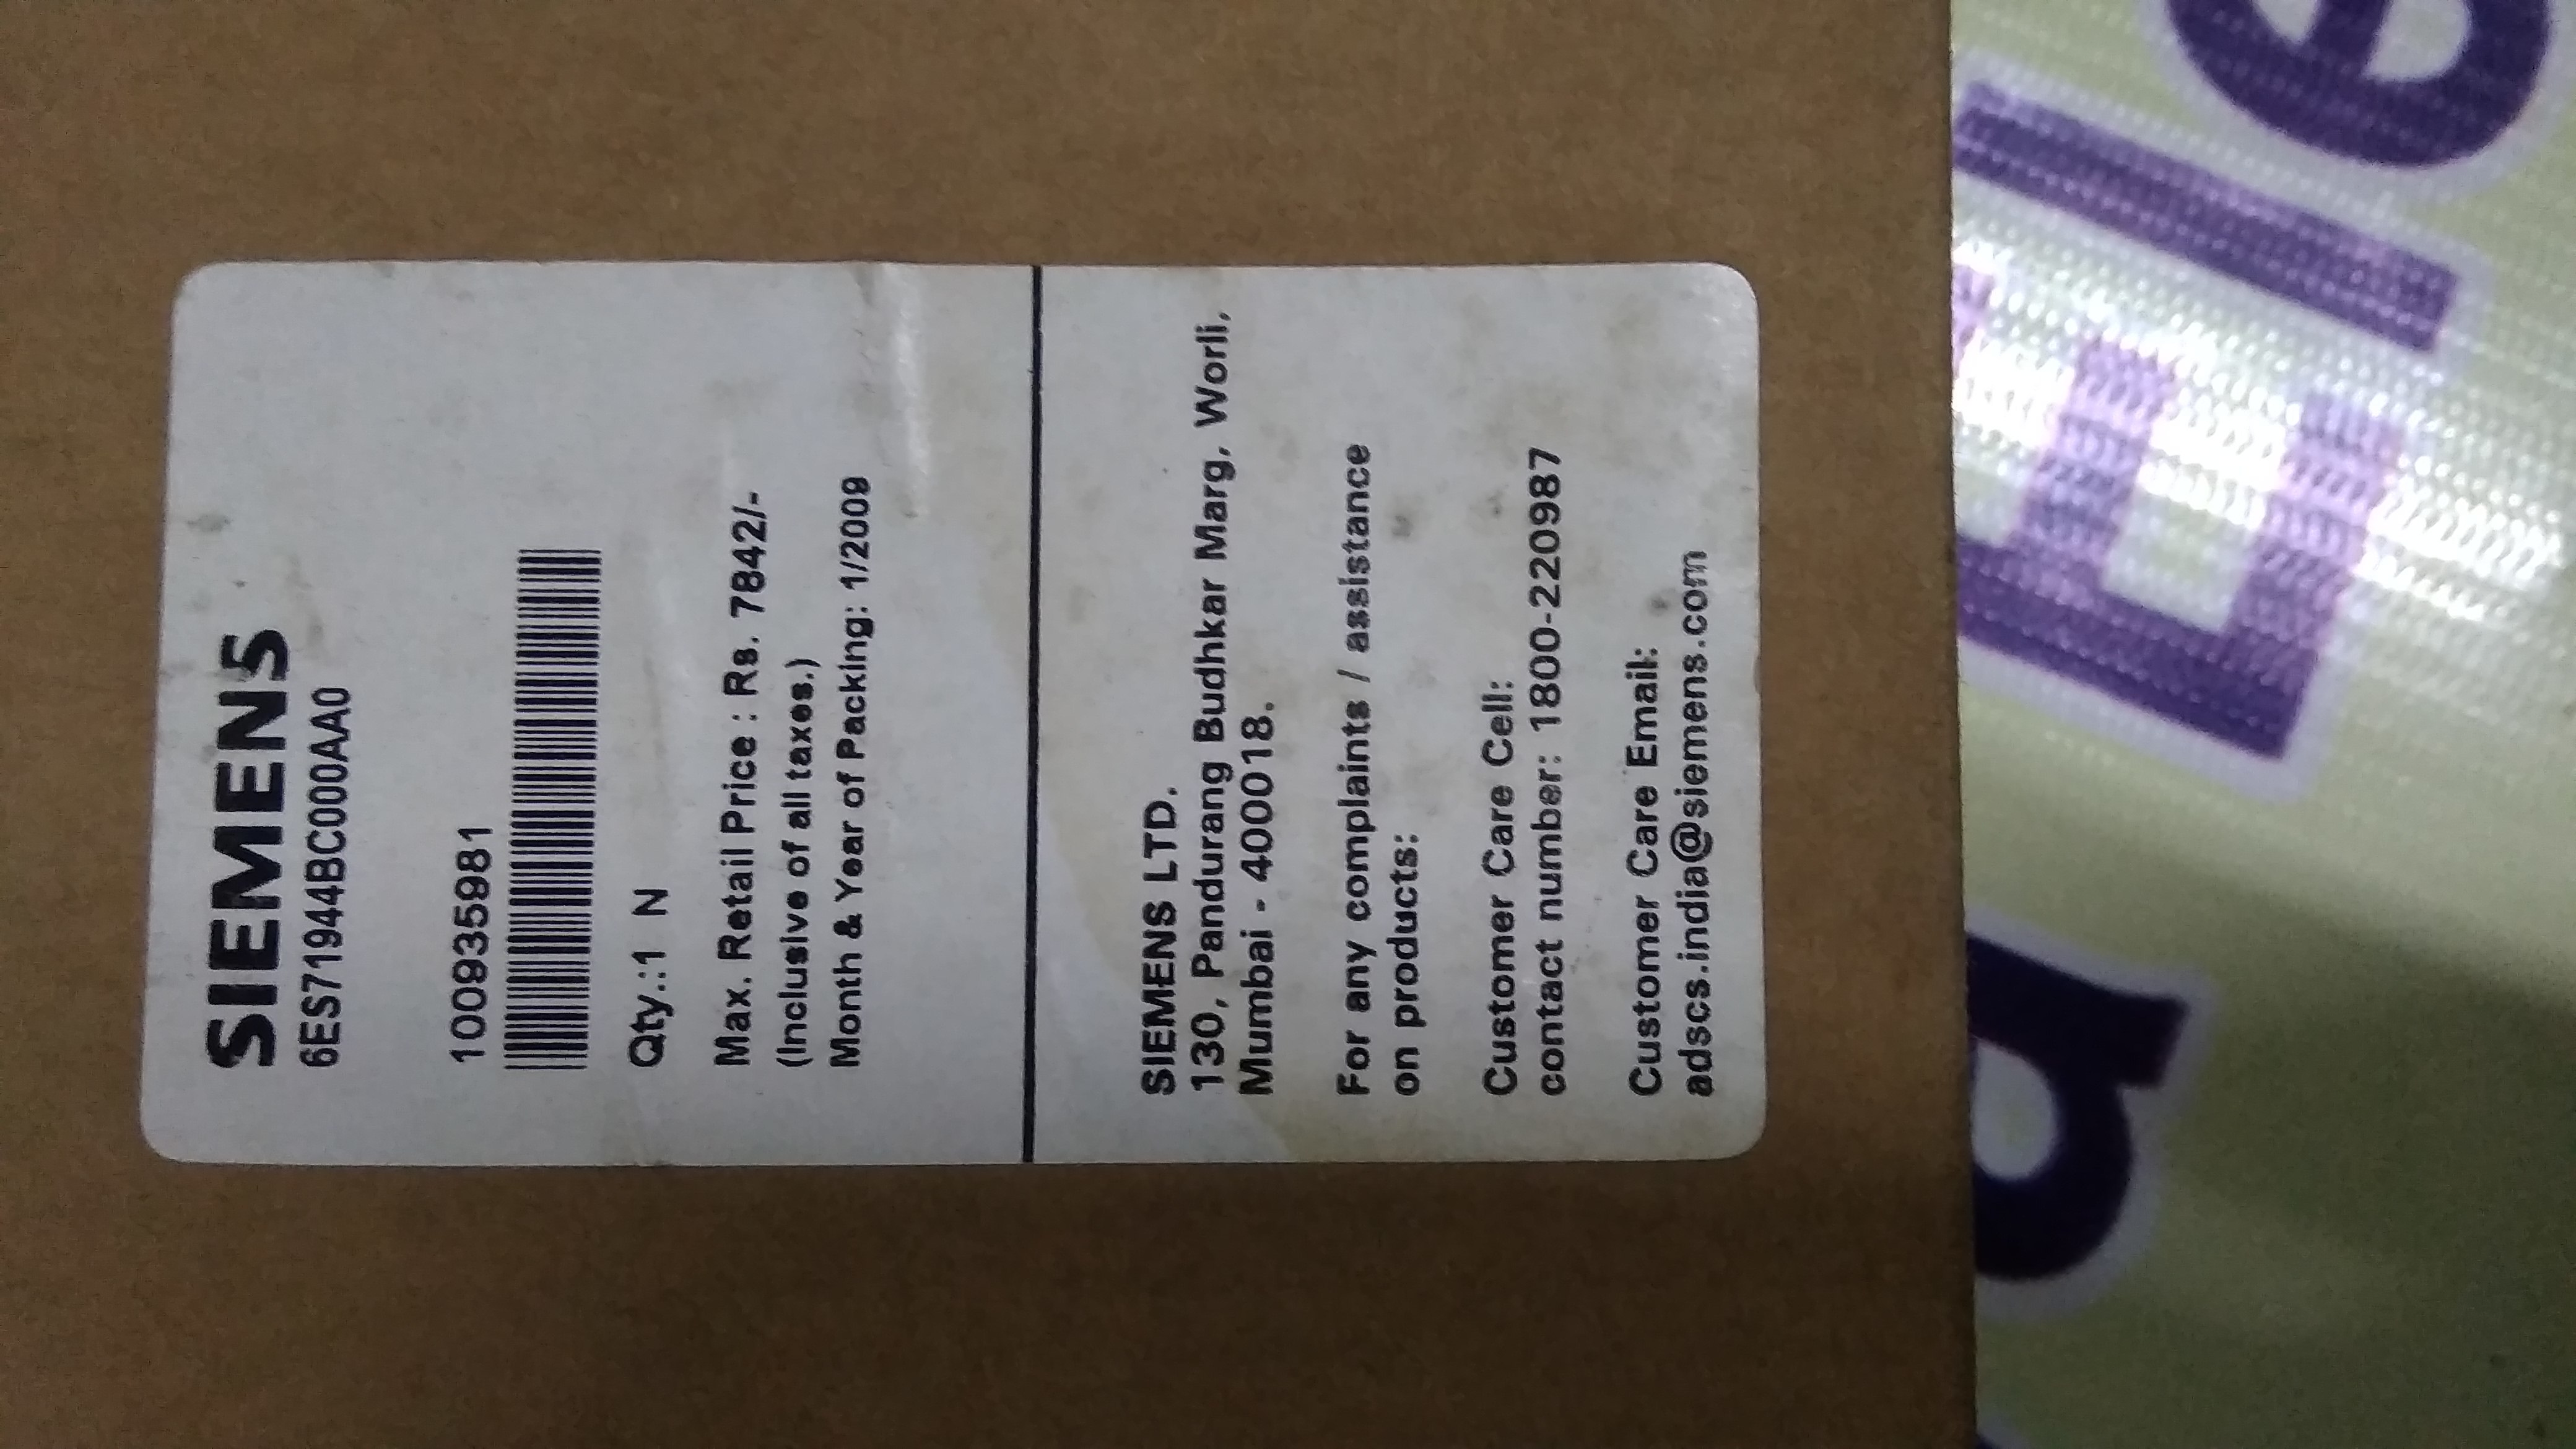 SIEMENS
6ES71944BC000AA0
100935981
Qty.:1 N
Max. Retail Price : Rs. 7842/-
(Inclusive of all taxes.)
Month & Year of Packing: 1/2009
SIEMENS LTD.
130, Pandurang Budhkar Marg, Worli,
Mumbai - 400018.
For any complaints / assistance
on products:
Customer Care Cell:
contact number: 1800-220987
Customer Care Email:
adscs.india@siemens.com